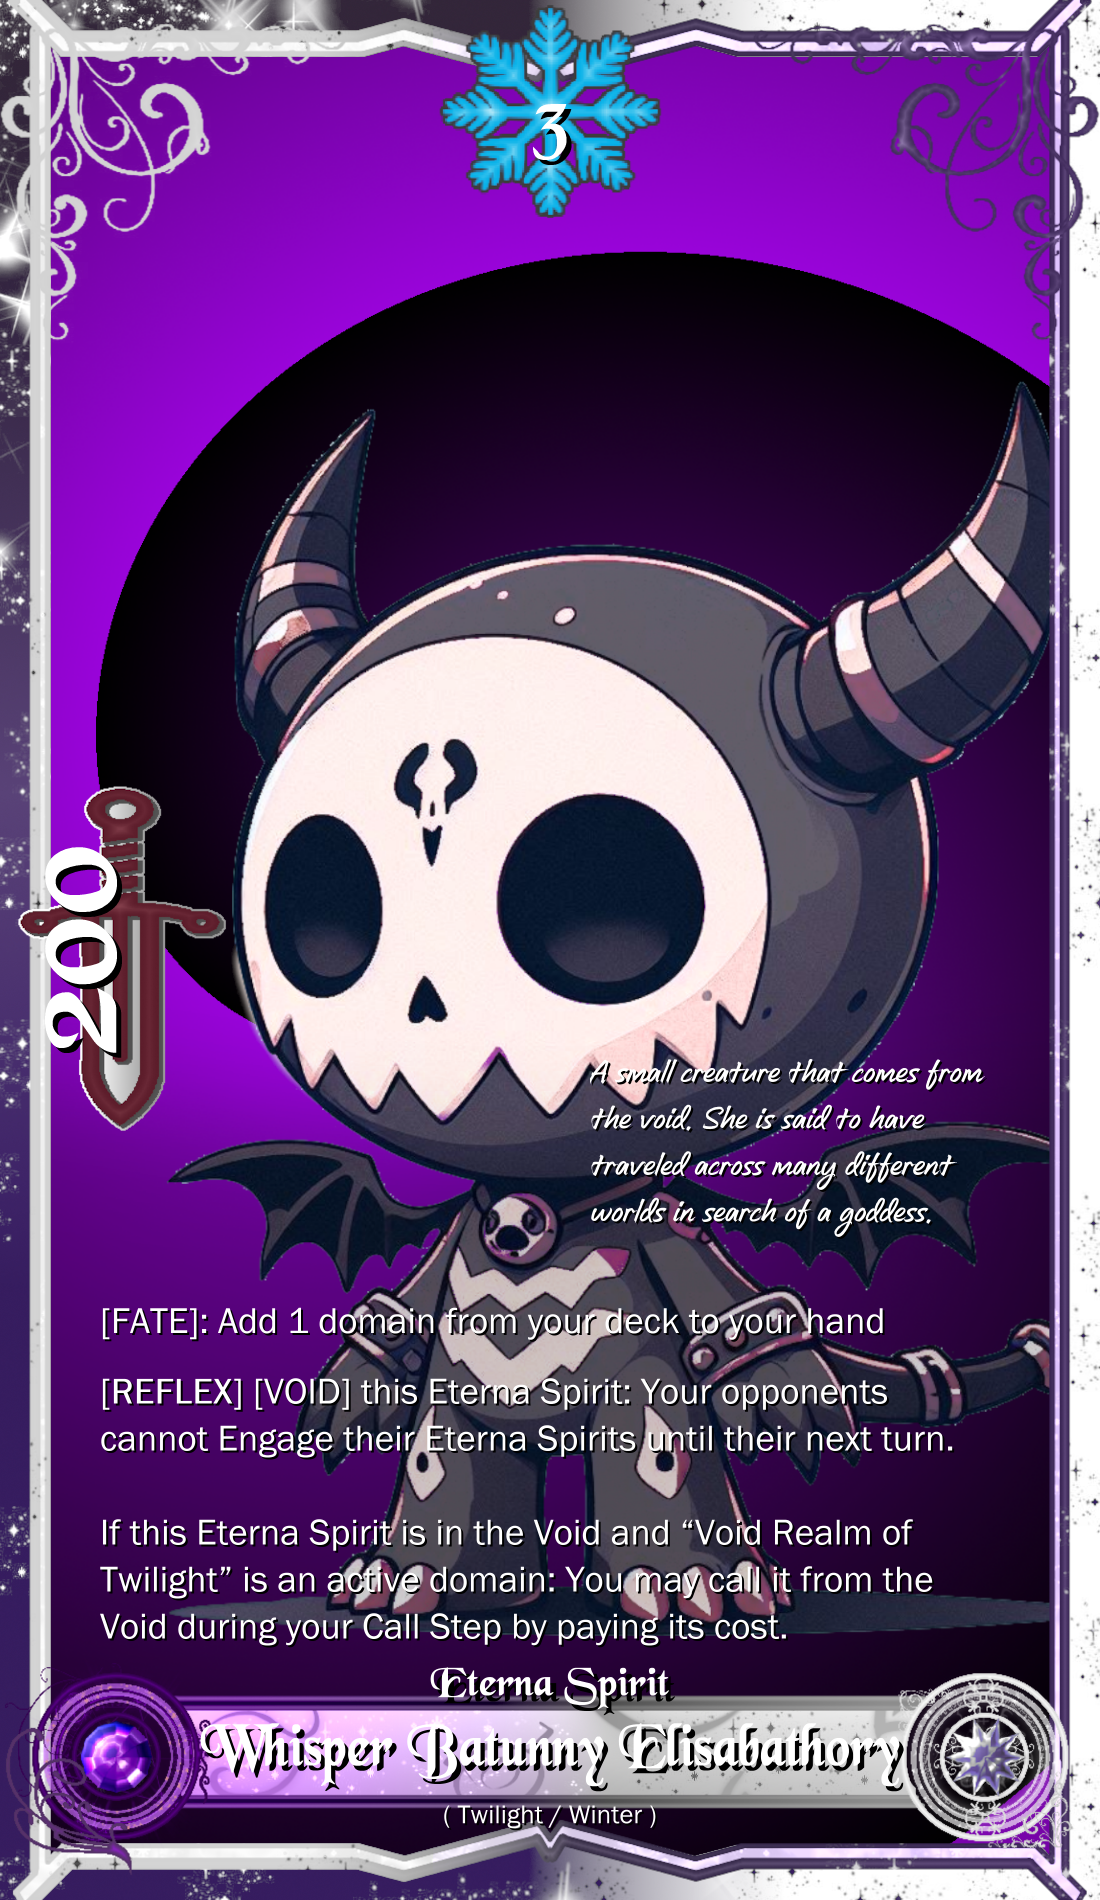 3
200
A small creature that comes from
the void. She is said to have
traveled across many different
worlds in search of a goddess.
[FATE]: Add 1 domain from your deck to your hand
[REFLEX] [VOID] this Eterna Spirit: Your opponents
cannot Engage their Eterna Spirits until their next turn.
If this Eterna Spirit is in the Void and “Void Realm of
Twilight” is an active domain: You may call it from the
Void during your Call Step by paying its cost.
Eterna Spirit
Whisper Batunny Elisabathory
( Twilight / Winter )